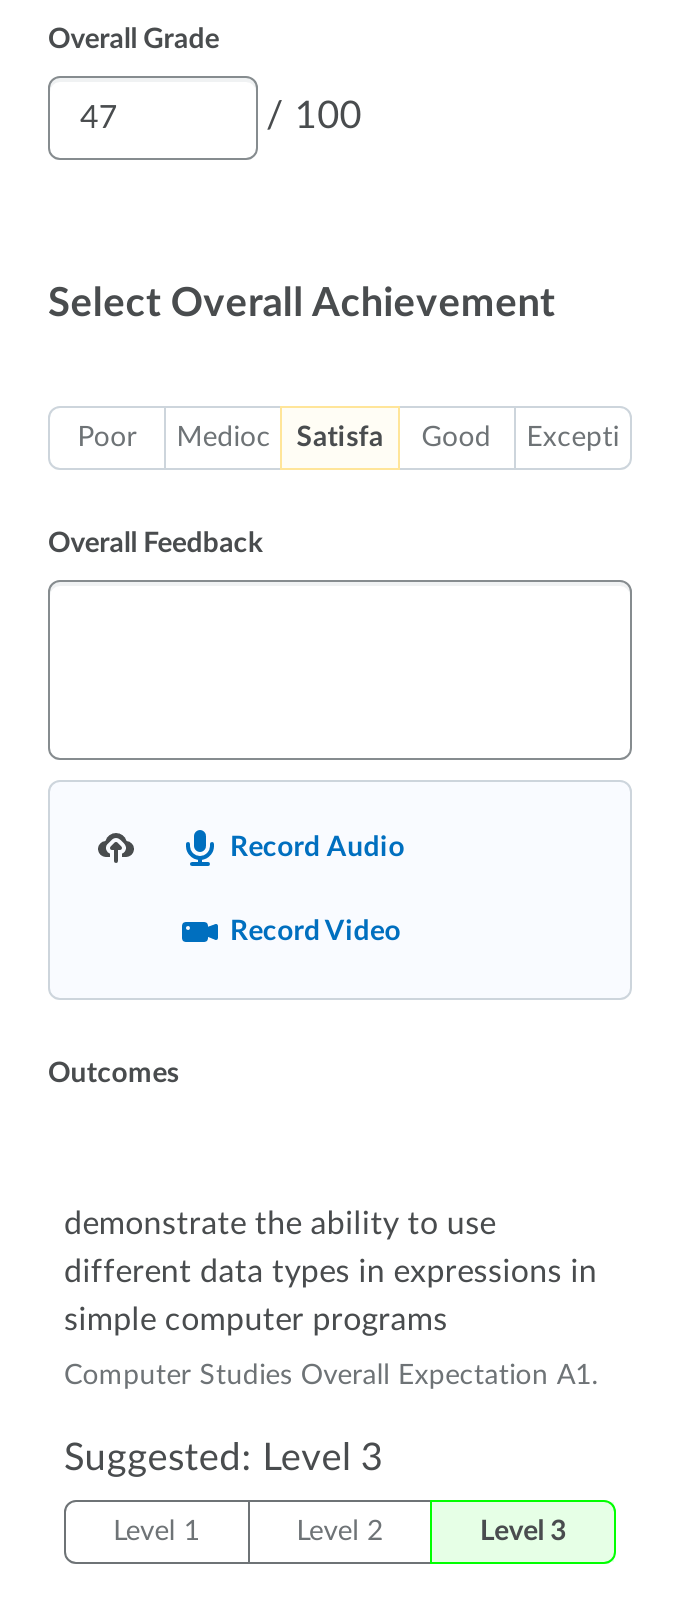 Overall Grade
47 / 100
Select Overall Achievement
Poor Medioc Satisfa Good Excepti
Overall Feedback
Record Audio
Record Video
Outcomes
demonstrate the ability to use
different data types in expressions in
simple computer programs
Computer Studies Overall Expectation A1.
Suggested: Level 3
Level 1 Level 2 Level 3